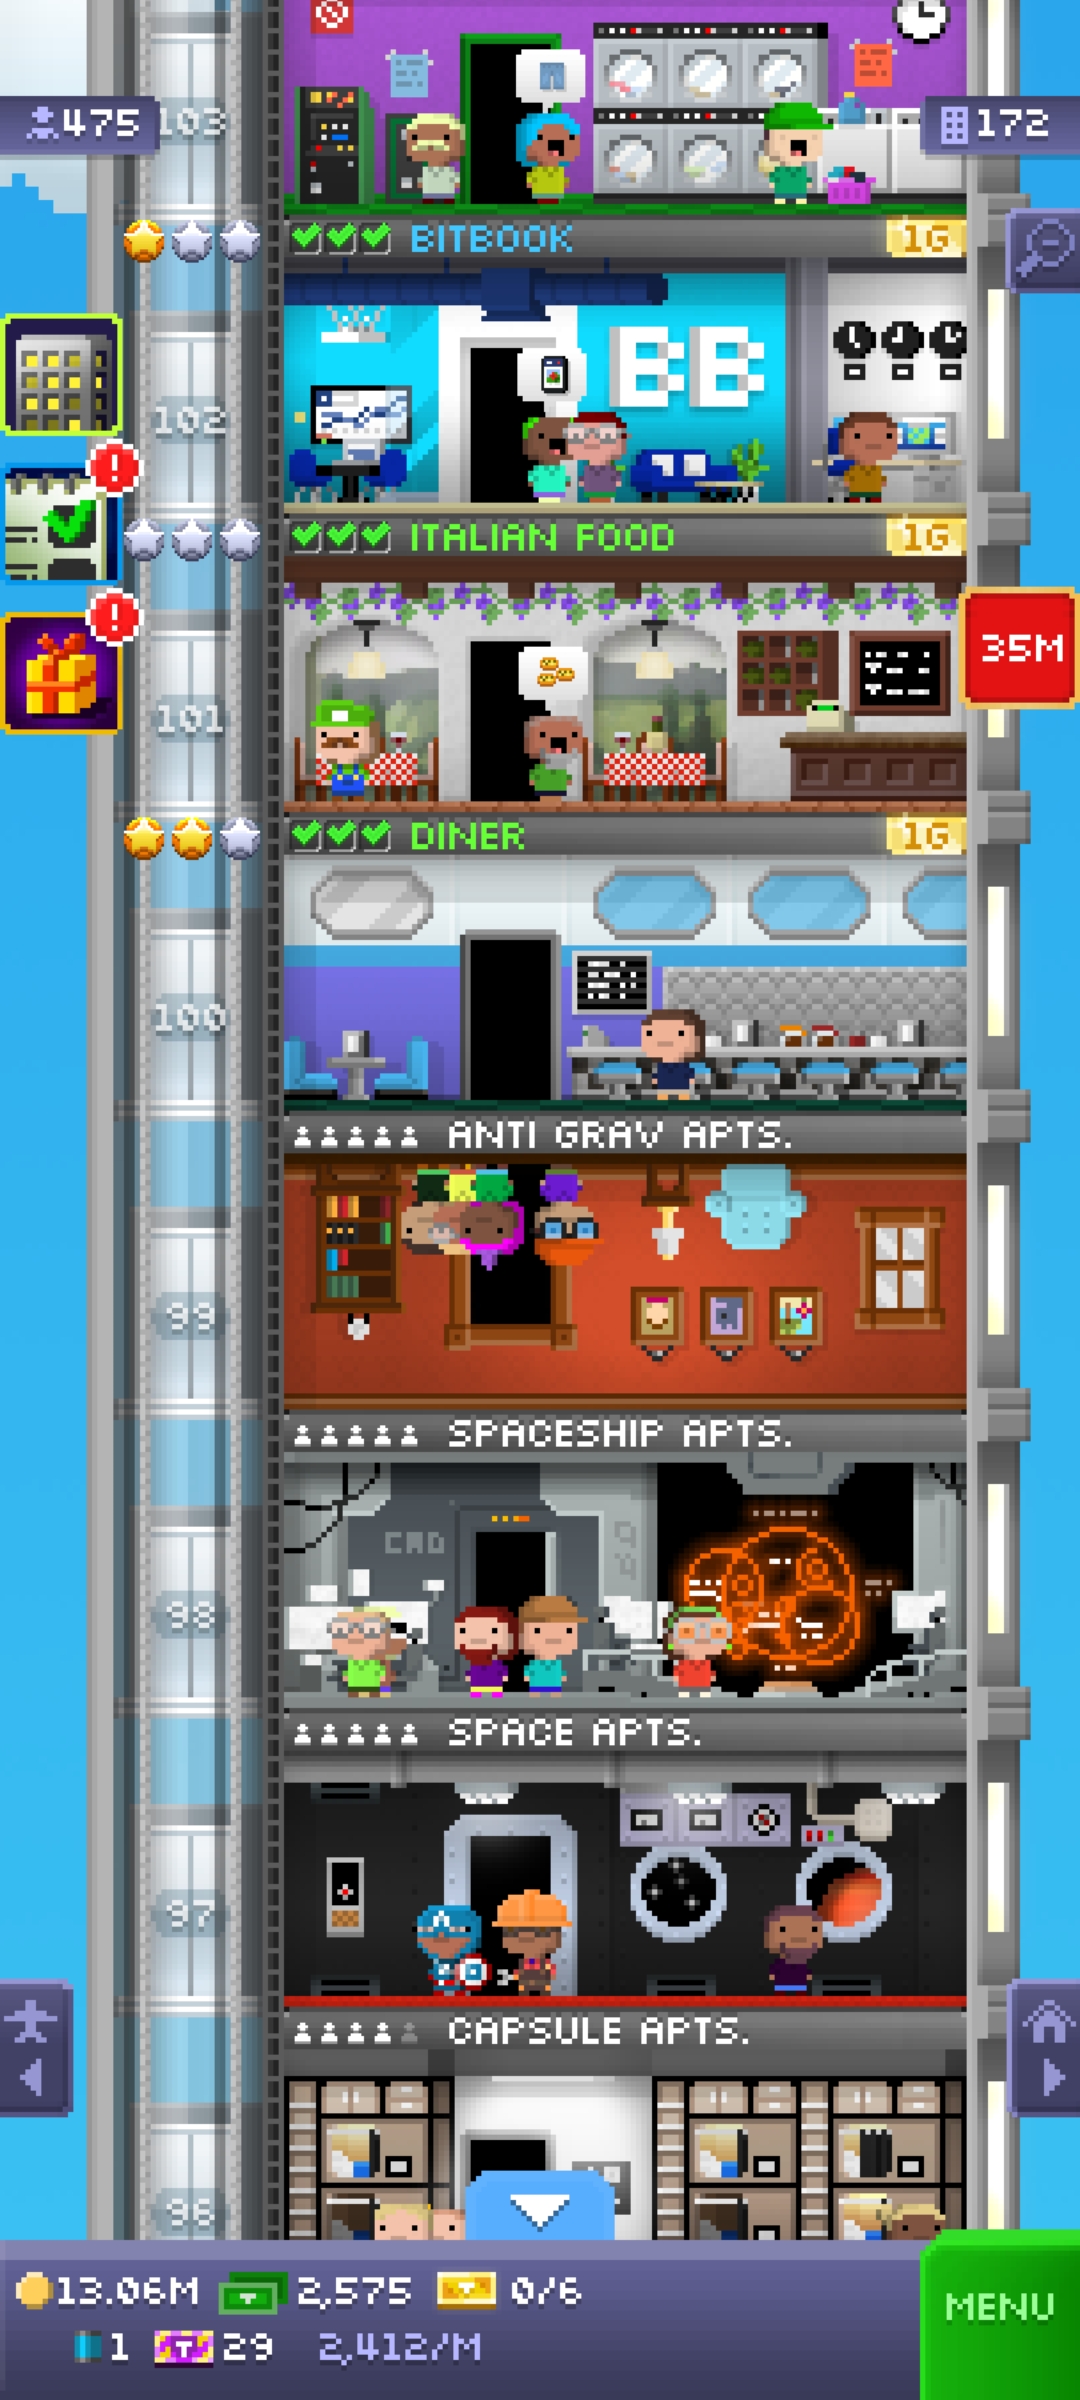 475
103
172
BITBOOK
1G
BB
102
ITALIAN FOOD
1G
35M
101
DINER
1G
100
ANTI GRAV APTS.
99
SPACESHIP APTS.
CMD
98
SPACE APTS.
97
CAPSULE APTS.
96
13.06M
2,575
0/6
MENU
1
29
2,412/M